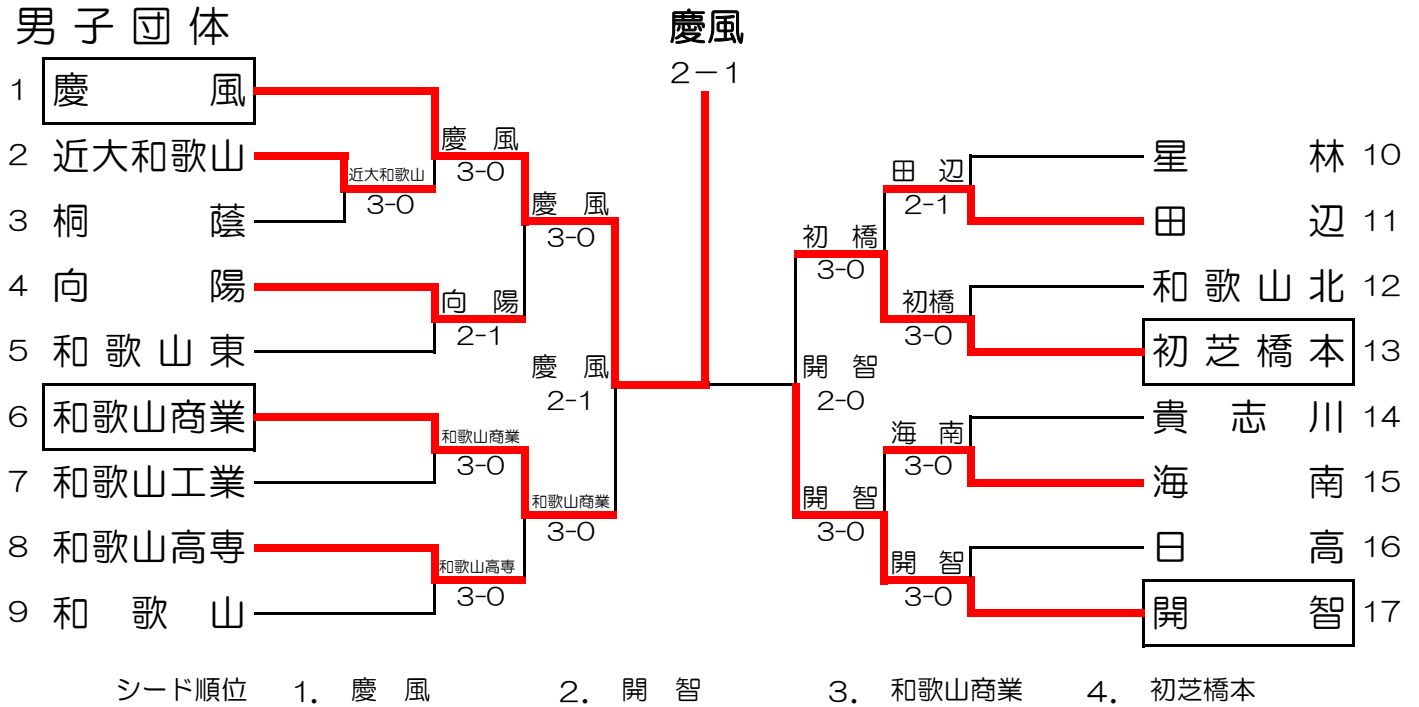 男子団体
慶風
2－1
1 慶風
2 近大和歌山
3 桐蔭
4 向陽
5 和歌山東
6 和歌山商業
7 和歌山工業
8 和歌山高専
9 和歌山
近大和歌山
3-0
慶風
3-0
向陽
2-1
和歌山商業
3-0
和歌山高専
3-0
慶風
3-0
和歌山商業
3-0
慶風
2-1
開智
2-0
初橋
3-0
開智
3-0
田辺
2-1
初橋
3-0
海南
3-0
開智
3-0
星林 10
田辺 11
和歌山北 12
初芝橋本 13
貴志川 14
海南 15
日高 16
開智 17
シード順位 1. 慶風 2. 開智 3. 和歌山商業 4. 初芝橋本